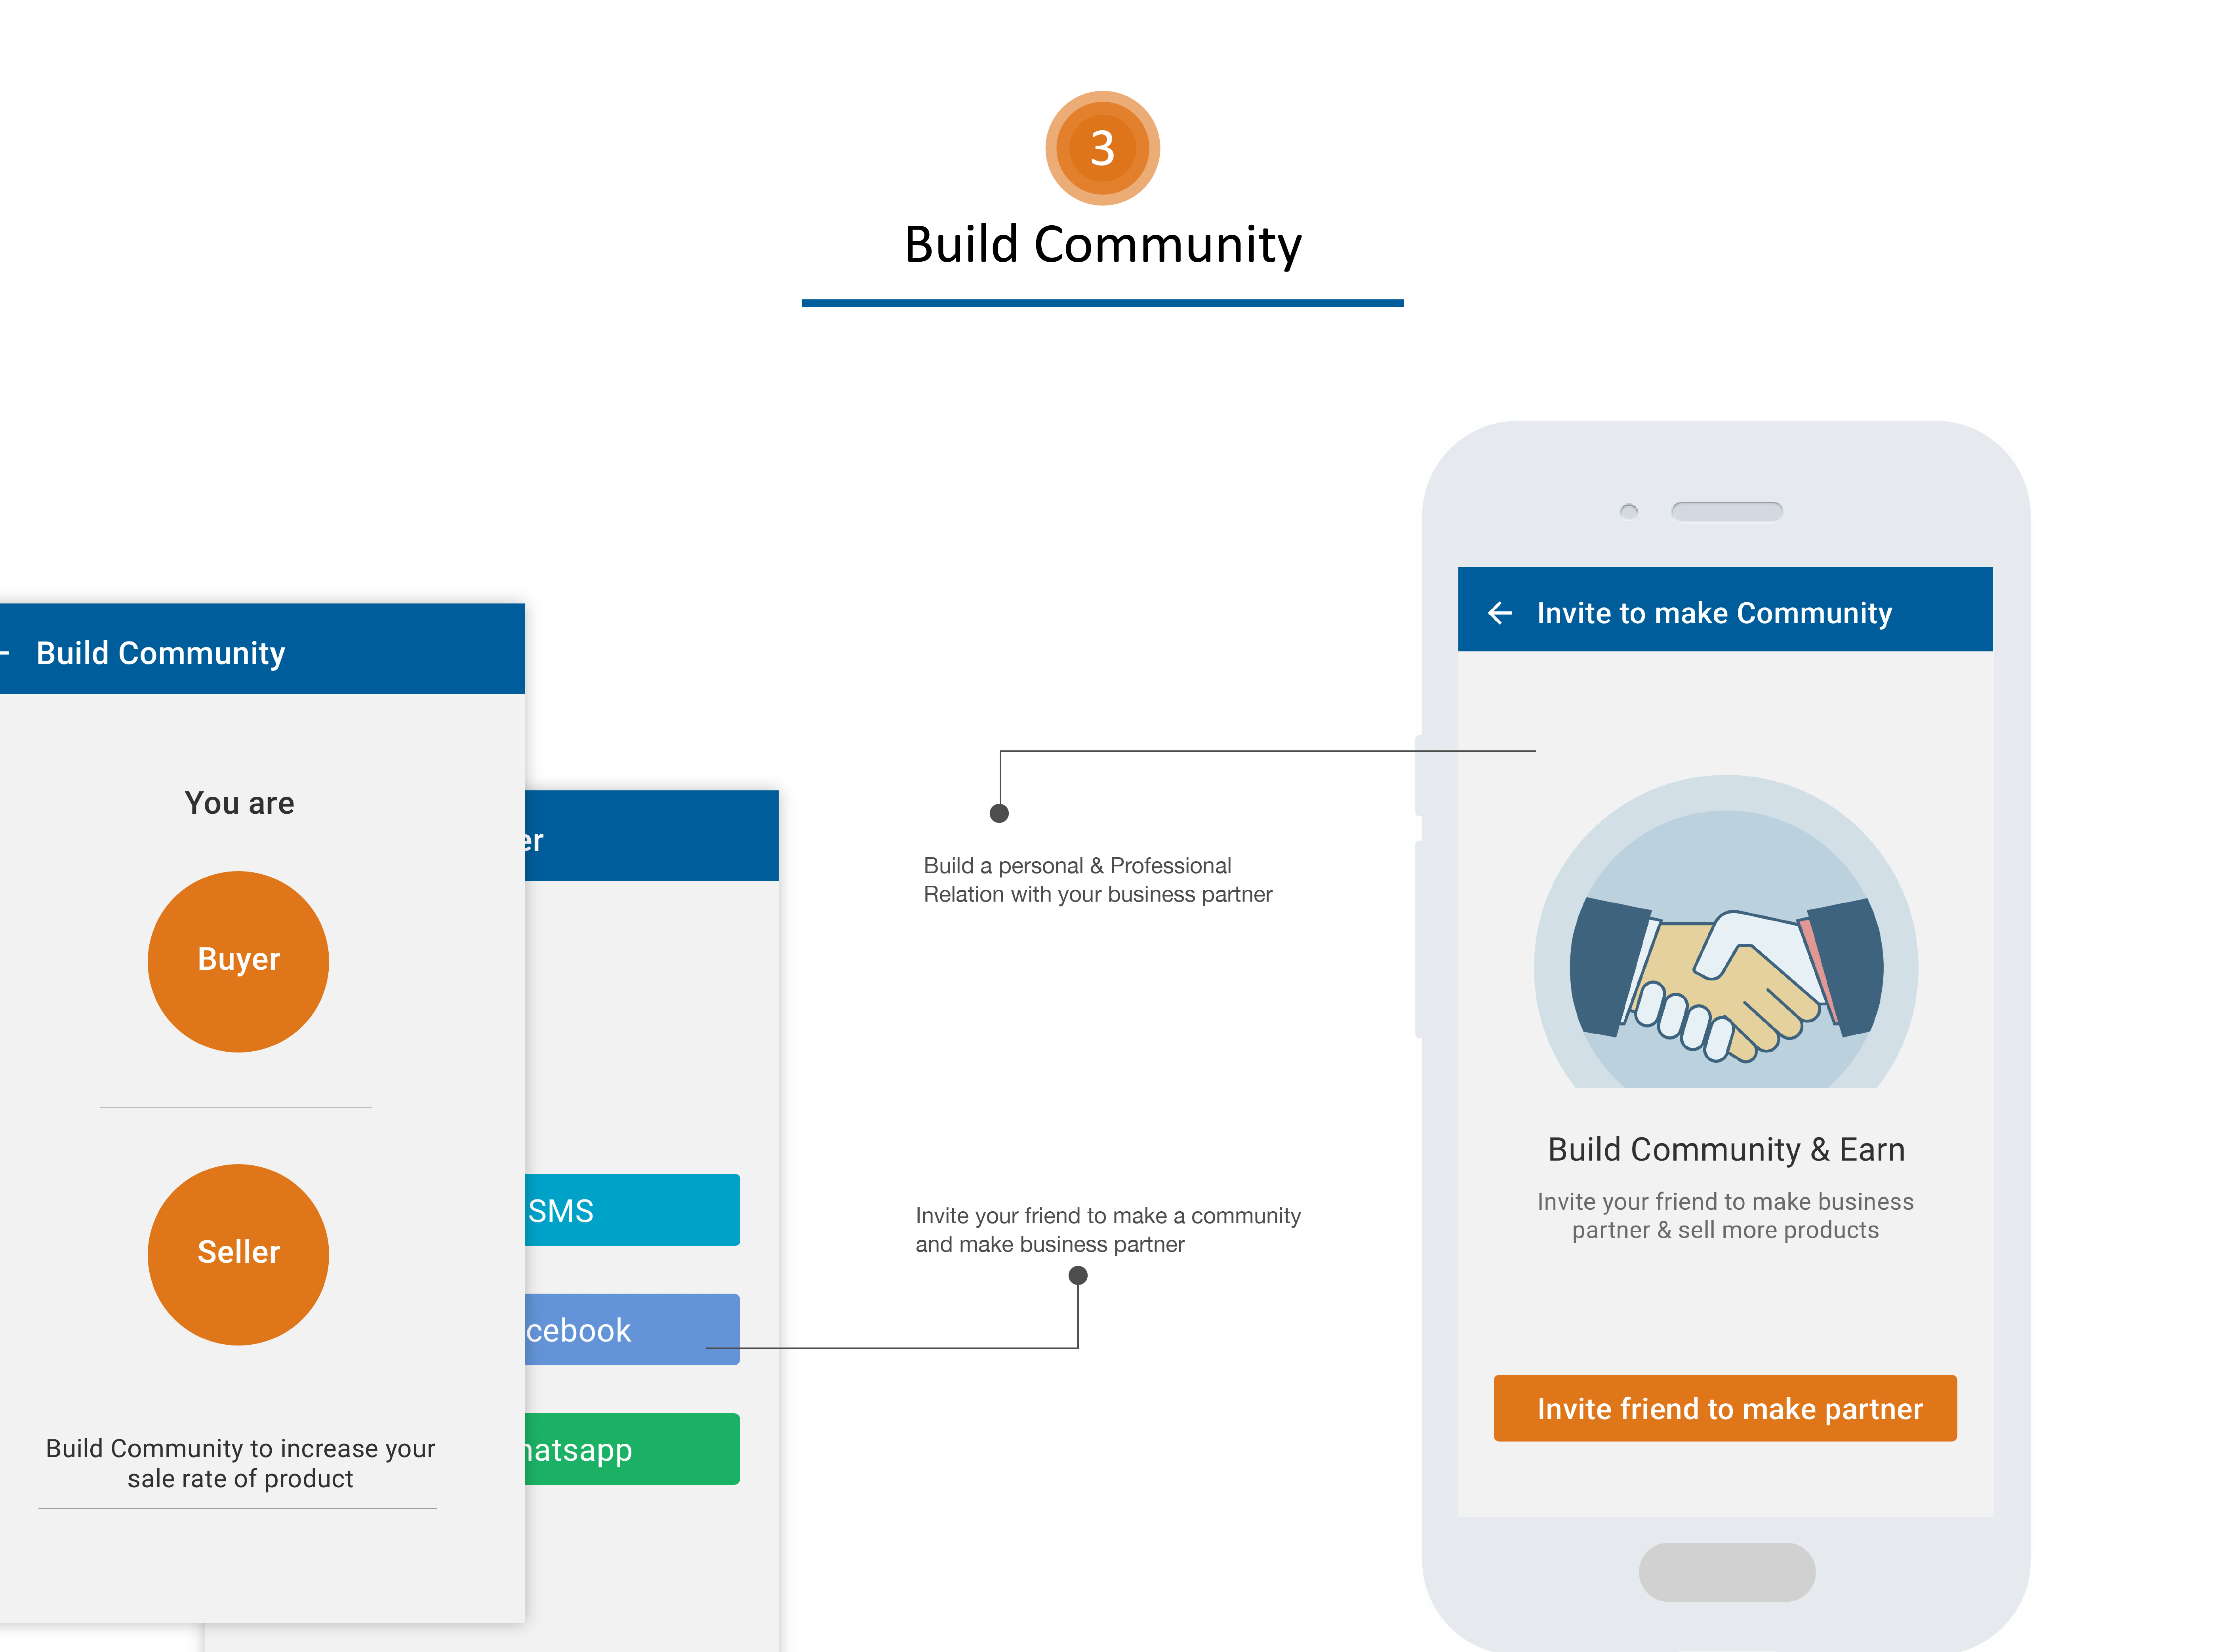 3
Build Community
Build Community
You are
Buyer
Seller
Build Community to increase your
sale rate of product
er
SMS
cebook
hatsapp
Build a personal & Professional
Relation with your business partner
Invite your friend to make a community
and make business partner
Invite to make Community
Build Community & Earn
Invite your friend to make business
partner & sell more products
Invite friend to make partner